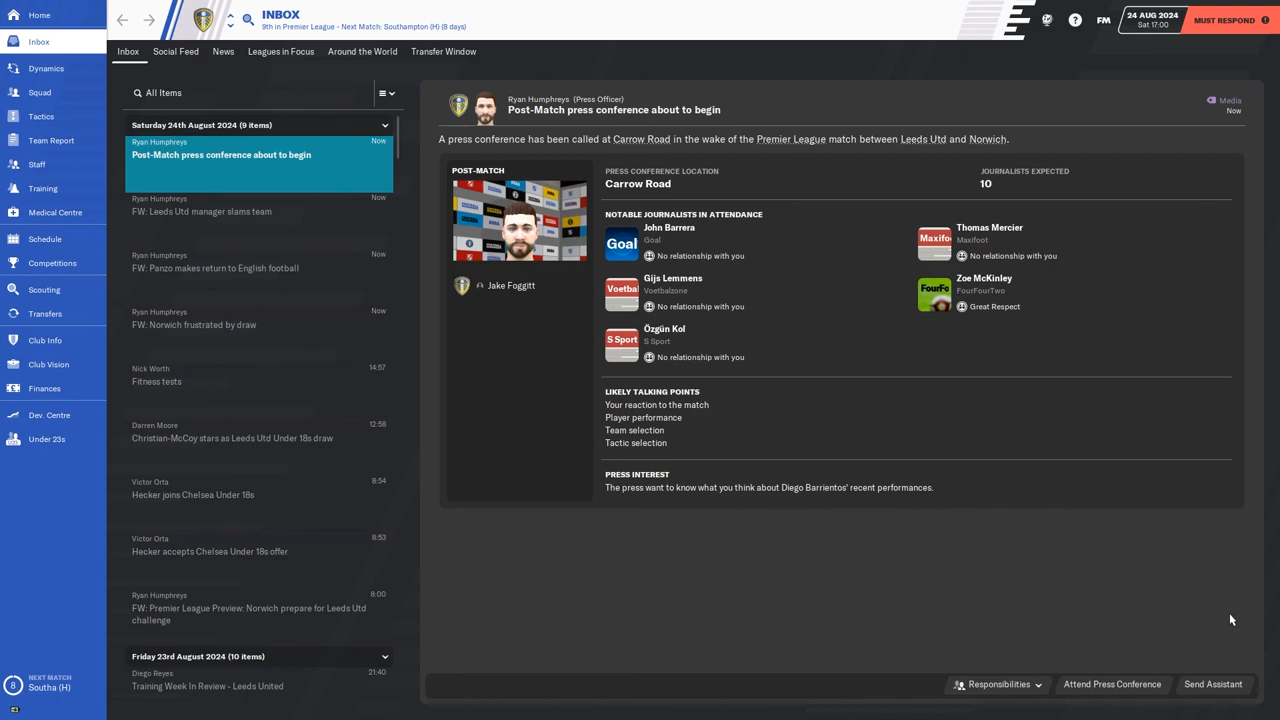 Home
Inbox
Dynamics
Squad
Tactics
Team Report
Staff
Training
Medical Centre
Schedule
Competitions
Scouting
Transfers
Club Info
Club Vision
Finances
Dev. Centre
Under 23s
8
NEXT MATCH
Southa (H)
INBOX
9th in Premier League - Next Match: Southampton (H) (8 days)
?
FM
24 AUG 2024
Sat 17:00
MUST RESPOND
Inbox
Social Feed
News
Leagues in Focus
Around the World
Transfer Window
All Items
Saturday 24th August 2024 (9 items)
Ryan Humphreys Now
Post-Match press conference about to begin
Ryan Humphreys Now
FW: Leeds Utd manager slams team
Ryan Humphreys Now
FW: Panzo makes return to English football
Ryan Humphreys Now
FW: Norwich frustrated by draw
Nick Worth 14:57
Fitness tests
Darren Moore 12:58
Christian-McCoy stars as Leeds Utd Under 18s draw
Victor Orta 8:54
Hecker joins Chelsea Under 18s
Victor Orta 8:53
Hecker accepts Chelsea Under 18s offer
Ryan Humphreys 8:00
FW: Premier League Preview: Norwich prepare for Leeds Utd
challenge
Friday 23rd August 2024 (10 items)
Diego Reyes 21:40
Training Week In Review - Leeds United
Ryan Humphreys (Press Officer)
Post-Match press conference about to begin
Media
Now
A press conference has been called at Carrow Road in the wake of the Premier League match between Leeds Utd and Norwich.
POST-MATCH
Jake Foggitt
PRESS CONFERENCE LOCATION
Carrow Road
JOURNALISTS EXPECTED
10
NOTABLE JOURNALISTS IN ATTENDANCE
Goal
John Barrera
Goal
No relationship with you
Maxifo
Thomas Mercier
Maxifoot
No relationship with you
Voetbal
Gijs Lemmens
Voetbalzone
No relationship with you
FourFo
Zoe McKinley
FourFourTwo
Great Respect
S Sport
Özgün Kol
S Sport
No relationship with you
LIKELY TALKING POINTS
Your reaction to the match
Player performance
Team selection
Tactic selection
PRESS INTEREST
The press want to know what you think about Diego Barrientos' recent performances.
Responsibilities
Attend Press Conference
Send Assistant